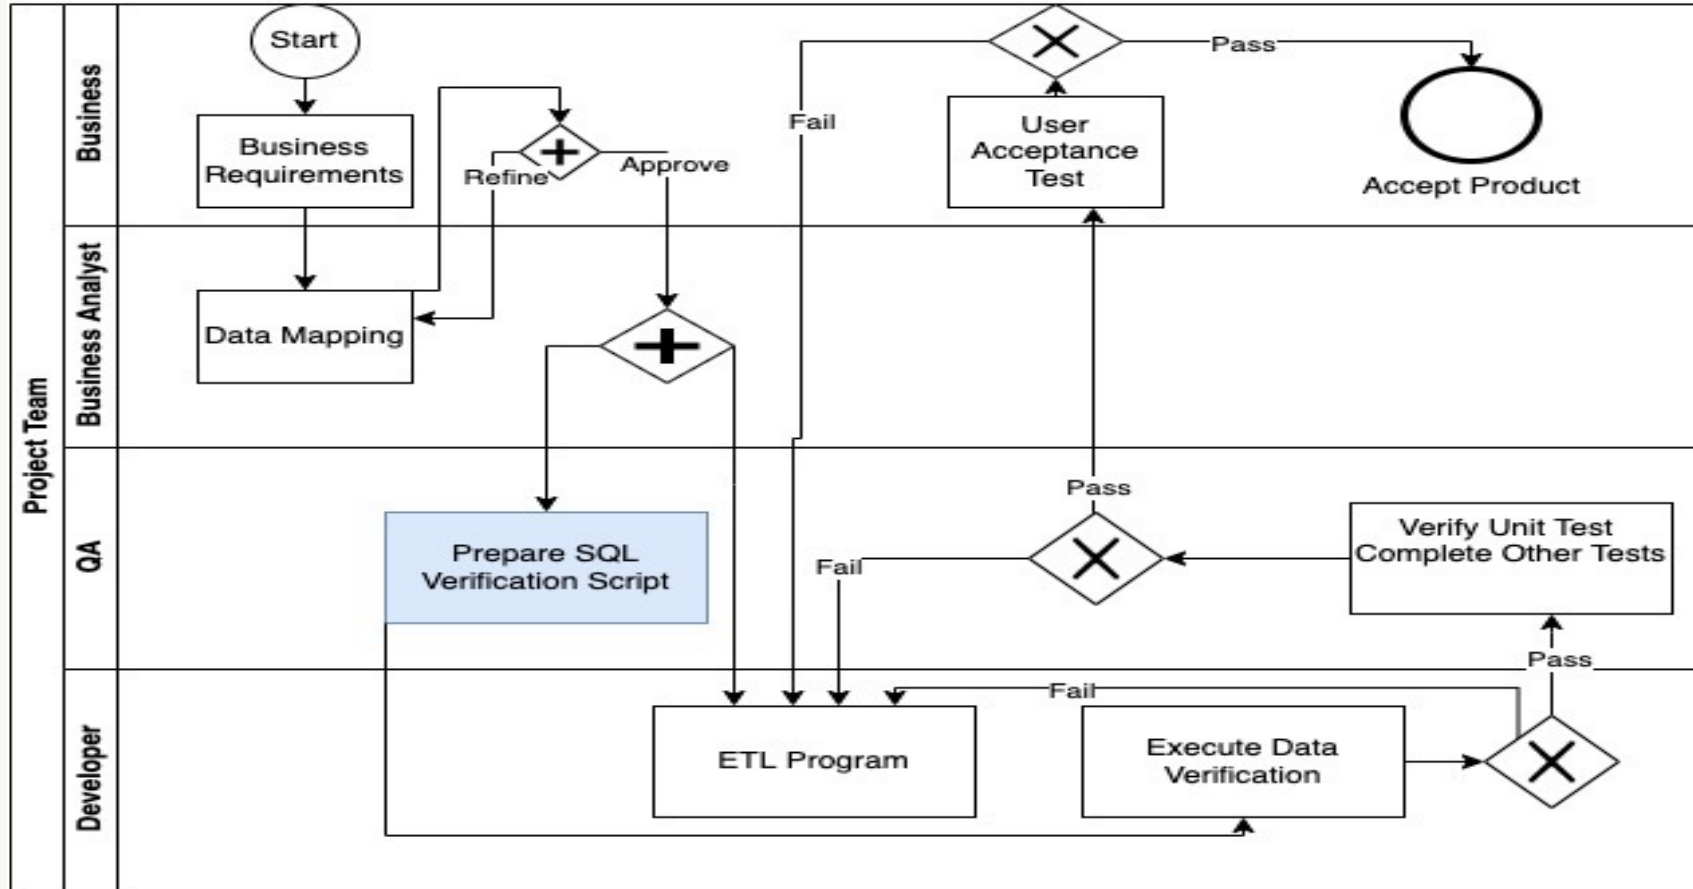 Project Team
Business
Start
Business
Requirements
Refine
Approve
Fail
User
Acceptance
Test
Pass
Accept Product
Business Analyst
Data Mapping
QA
Prepare SQL
Verification Script
Fail
Pass
Verify Unit Test
Complete Other Tests
Pass
Developer
ETL Program
Fail
Execute Data
Verification